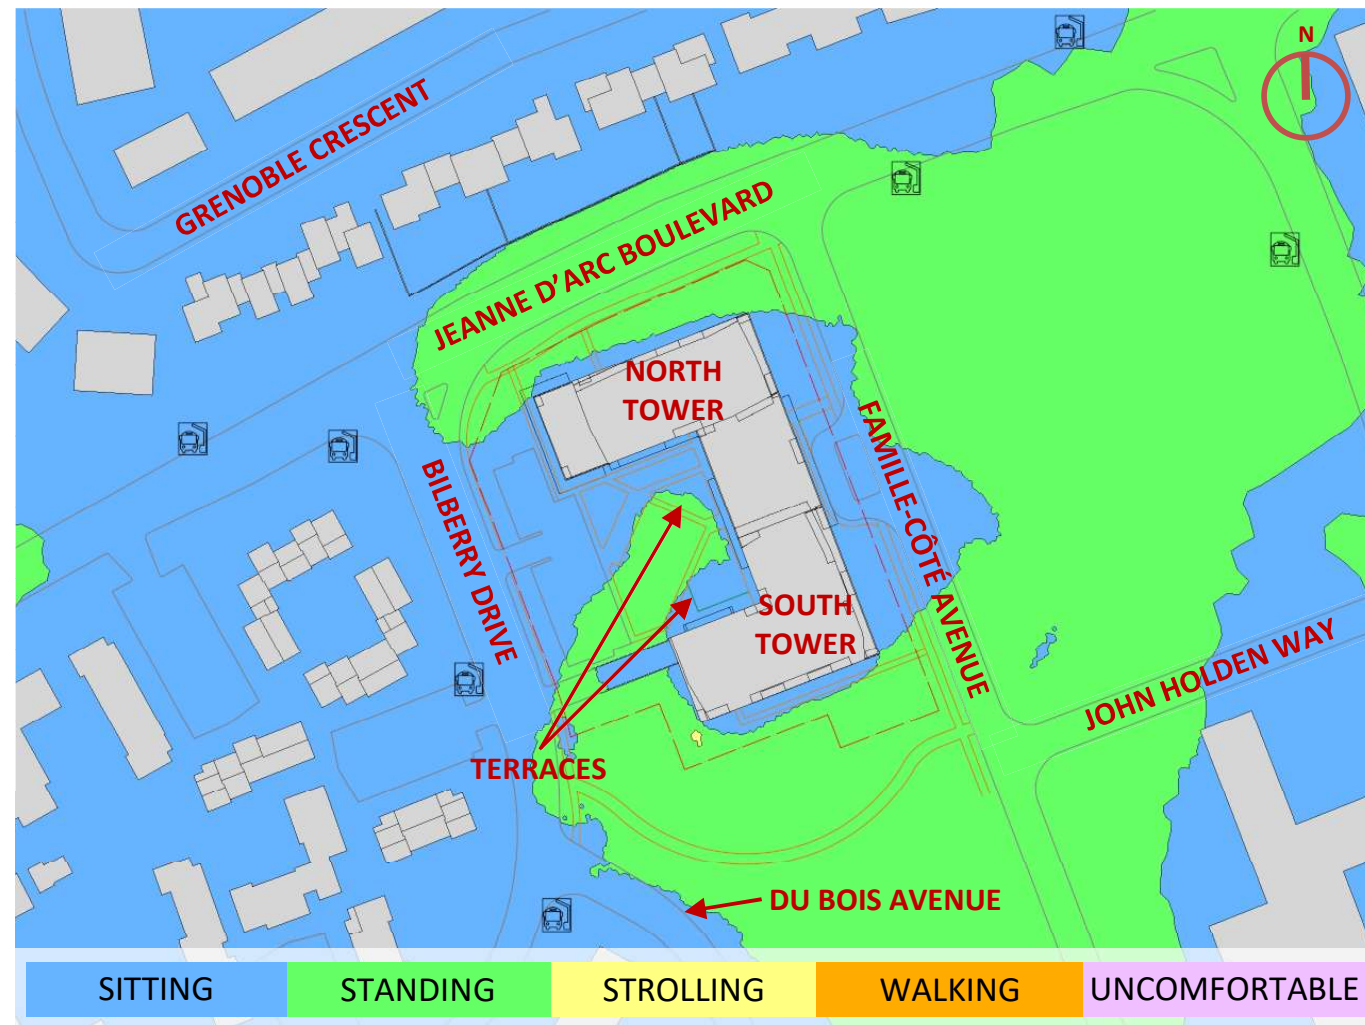 N
GRENOBLE CRESCENT
JEANNE D'ARC BOULEVARD
NORTH
TOWER
FAMILLE-CÔTÉ AVENUE
BILBERRY DRIVE
SOUTH
TOWER
JOHN HOLDEN WAY
TERRACES
DU BOIS AVENUE
SITTING
STANDING
STROLLING
WALKING
UNCOMFORTABLE